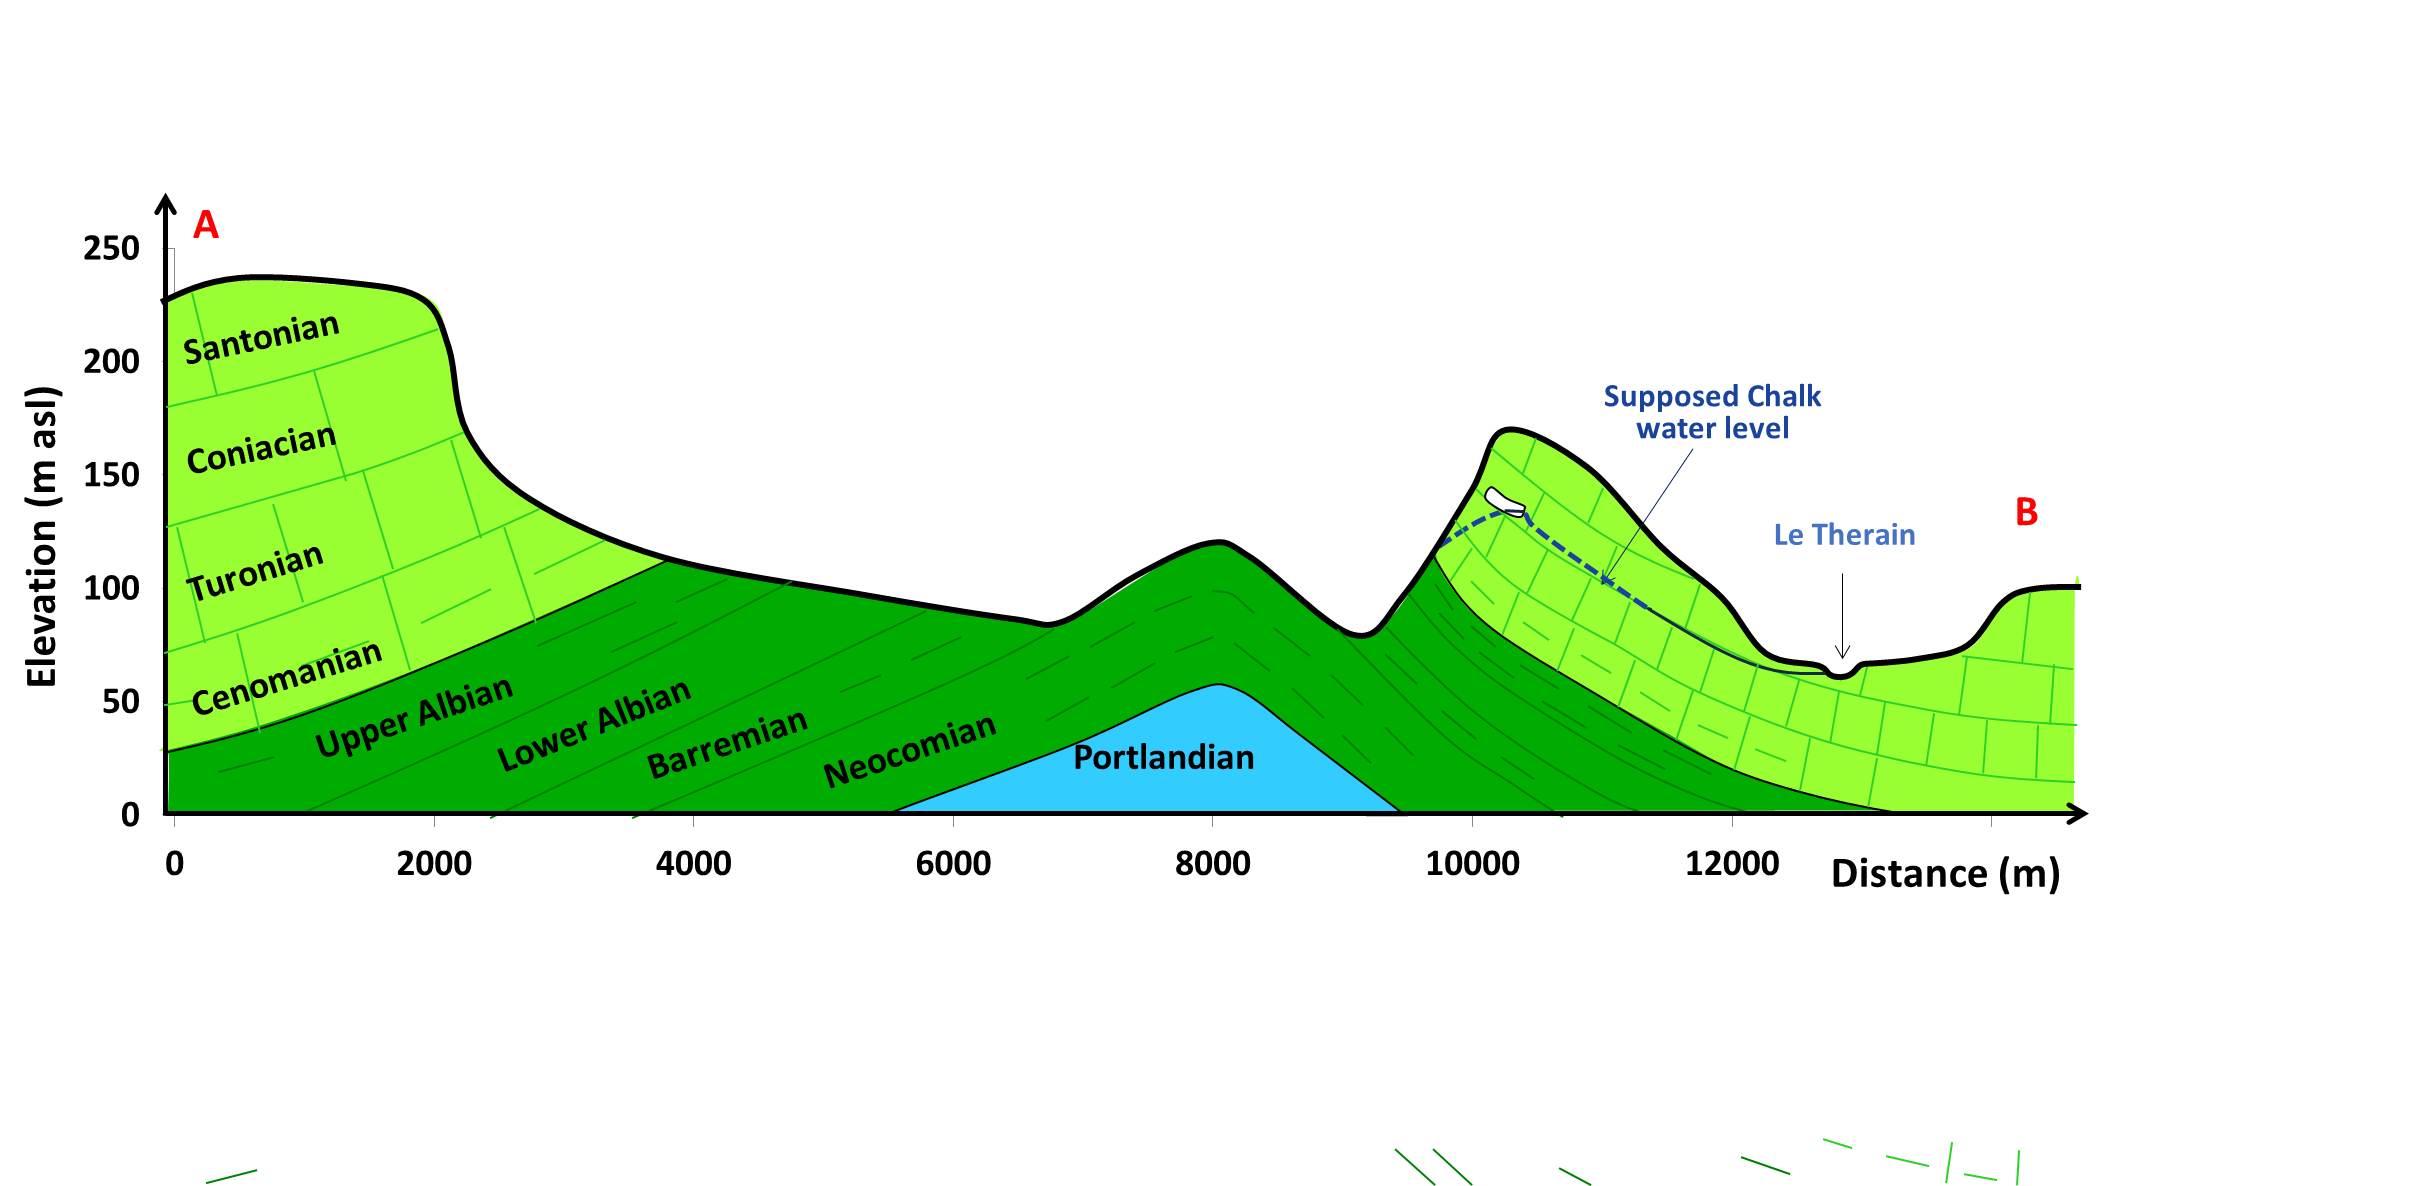 A
250
200
150
100
50
0
Elevation (m asl)
Santonian
Coniacian
Turonian
Cenomanian
Upper Albian
Lower Albian
Barremian
Neocomian
Portlandian
Supposed Chalk
water level
Le Therain
B
0
2000
4000
6000
8000
10000
12000
Distance (m)